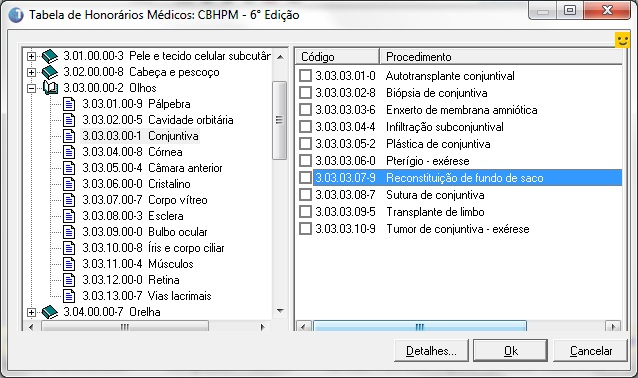 Tabela de Honorários Médicos: CBHPM - 6° Edição
3.01.00.00-3 Pele e tecido celular subcutân
3.02.00.00-8 Cabeça e pescoço
3.03.00.00-2 Olhos
3.03.01.00-9 Pálpebra
3.03.02.00-5 Cavidade orbitária
3.03.03.00-1 Conjuntiva
3.03.04.00-8 Córnea
3.03.05.00-4 Câmara anterior
3.03.06.00-0 Cristalino
3.03.07.00-7 Corpo vítreo
3.03.08.00-3 Esclera
3.03.09.00-0 Bulbo ocular
3.03.10.00-8 Íris e corpo ciliar
3.03.11.00-4 Músculos
3.03.12.00-0 Retina
3.03.13.00-7 Vias lacrimais
3.04.00.00-7 Orelha
Código Procedimento
3.03.03.01-0 Autotransplante conjuntival
3.03.03.02-8 Biópsia de conjuntiva
3.03.03.03-6 Enxerto de membrana amniótica
3.03.03.04-4 Infiltração subconjuntival
3.03.03.05-2 Plástica de conjuntiva
3.03.03.06-0 Pterígio - exérese
3.03.03.07-9 Reconstituição de fundo de saco
3.03.03.08-7 Sutura de conjuntiva
3.03.03.09-5 Transplante de limbo
3.03.03.10-9 Tumor de conjuntiva - exérese
Detalhes... Ok Cancelar